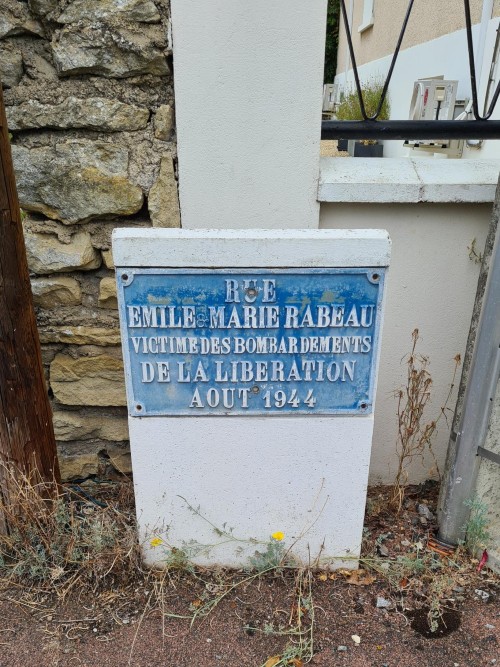 RUE
EMILE & MARIE RABEAU
VICTIME DES BOMBARDEMENTS
DE LA LIBERATION
AOUT 1944